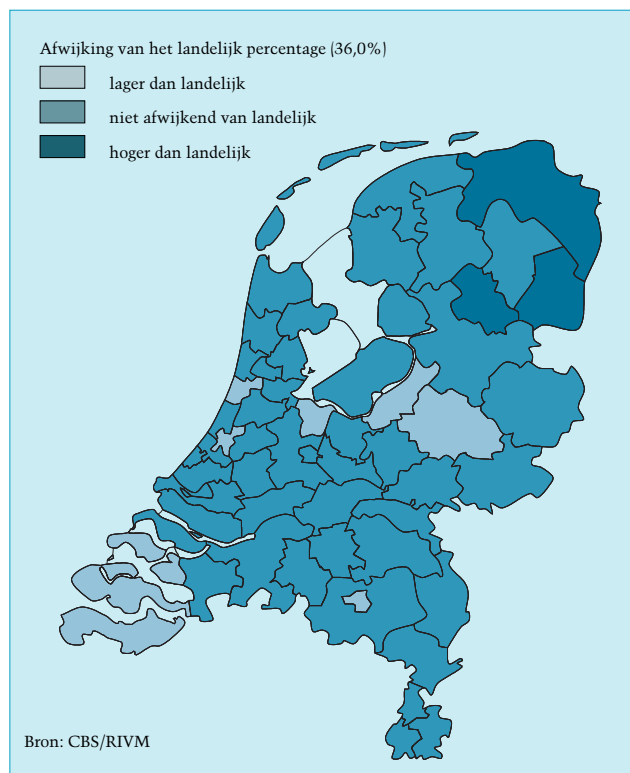 Afwijking van het landelijk percentage (36,0%)
lager dan landelijk
niet afwijkend van landelijk
hoger dan landelijk
Bron: CBS/RIVM